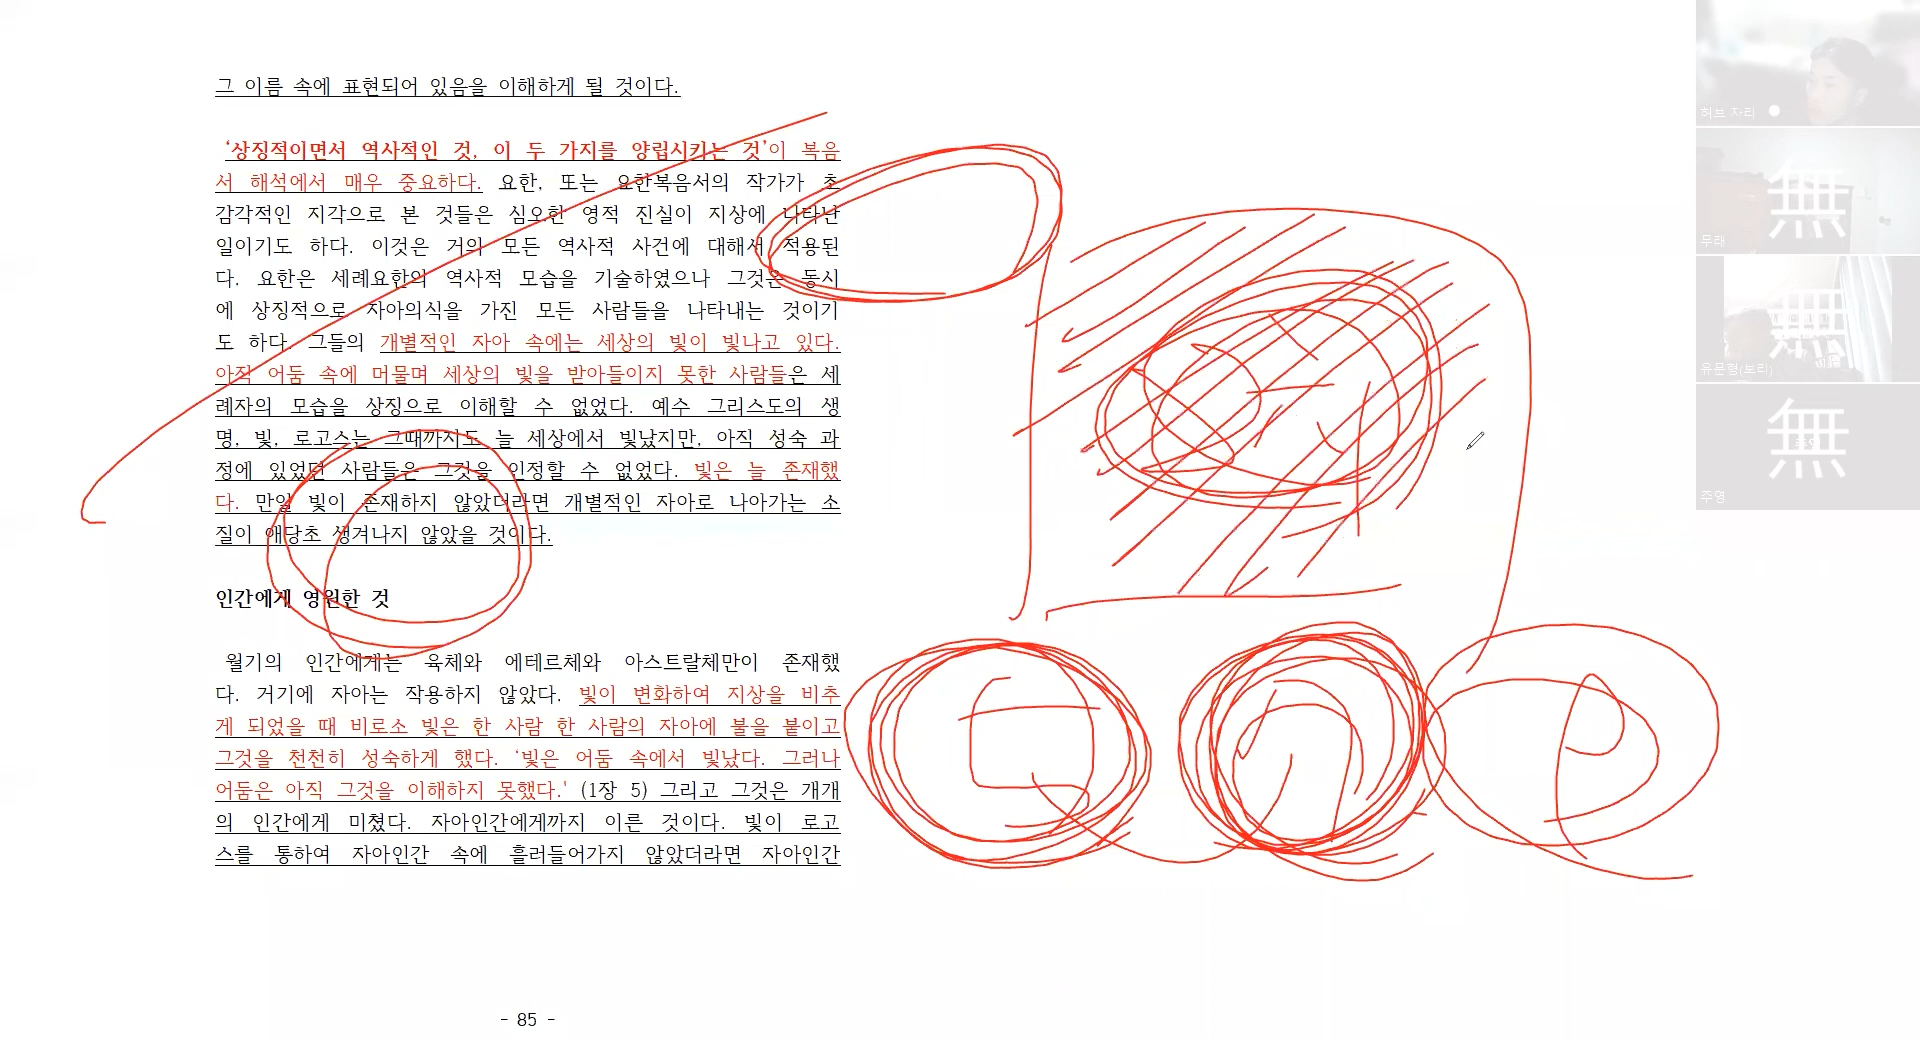 그 이름 속에 표현되어 있음을 이해하게 될 것이다.
‘상징적이면서 역사적인 것, 이 두 가지를 양립시키는 것’이 복음
서 해석에서 매우 중요하다. 요한, 또는 요한복음서의 작가가 초
감각적인 지각으로 본 것들은 심오한 영적 진실이 지상에 나타난
일이기도 하다. 이것은 거의 모든 역사적 사건에 대해서 적용된
다. 요한은 세례요한의 역사적 모습을 기술하였으나 그것은 동시
에 상징적으로 자아의식을 가진 모든 사람들을 나타내는 것이기
도 하다. 그들의 개별적인 자아 속에는 세상의 빛이 빛나고 있다.
아직 어둠 속에 머물며 세상의 빛을 받아들이지 못한 사람들은 세
례자의 모습을 상징으로 이해할 수 없었다. 예수 그리스도의 생
명, 빛, 로고스는 그때까지도 늘 세상에서 빛났지만, 아직 성숙 과
정에 있었던 사람들은 그것을 인정할 수 없었다. 빛은 늘 존재했
다. 만일 빛이 존재하지 않았더라면 개별적인 자아로 나아가는 소
질이 애당초 생겨나지 않았을 것이다.
인간에게 영원한 것
월기의 인간에게는 육체와 에테르체와 아스트랄체만이 존재했
다. 거기에 자아는 작용하지 않았다. 빛이 변화하여 지상을 비추
게 되었을 때 비로소 빛은 한 사람 한 사람의 자아에 불을 붙이고
그것을 천천히 성숙하게 했다. ‘빛은 어둠 속에서 빛났다. 그러나
어둠은 아직 그것을 이해하지 못했다.' (1장 5) 그리고 그것은 개개
의 인간에게 미쳤다. 자아인간에게까지 이른 것이다. 빛이 로고
스를 통하여 자아인간 속에 흘러들어가지 않았더라면 자아인간
- 85 -
허브 자리
無
무래
無
유문형(보리)
無
주영